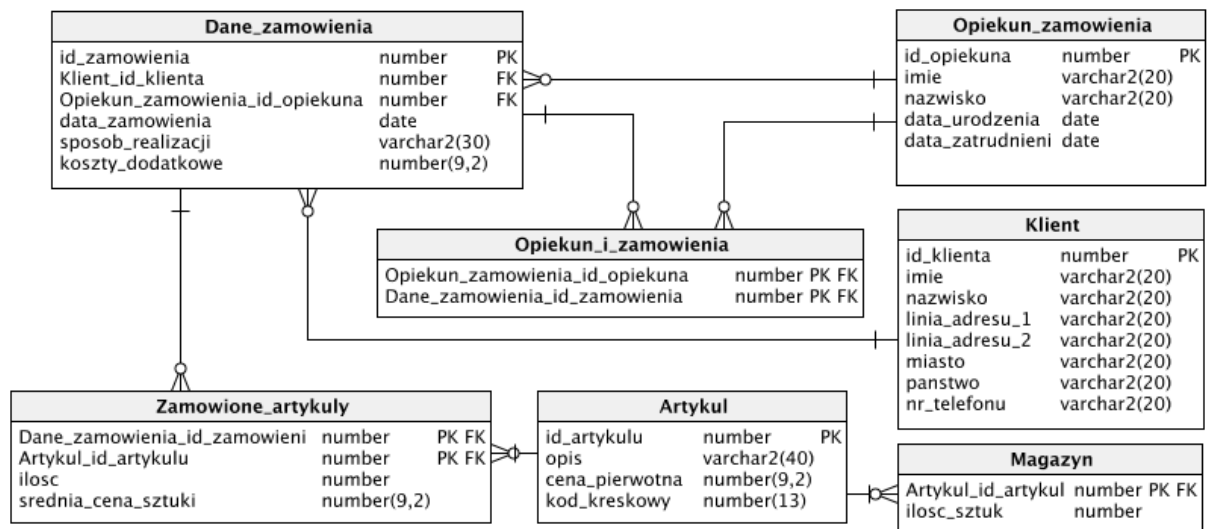 Dane_zamowienia
id_zamowienia number PK
Klient_id_klienta number FK
Opiekun_zamowienia_id_opiekuna number FK
data_zamowienia date
sposob_realizacji varchar2(30)
koszty_dodatkowe number(9,2)
Opiekun_zamowienia
id_opiekuna number PK
imie varchar2(20)
nazwisko varchar2(20)
data_urodzenia date
data_zatrudnieni date
Opiekun_i_zamowienia
Opiekun_zamowienia_id_opiekuna number PK FK
Dane_zamowienia_id_zamowienia number PK FK
Klient
id_klienta number PK
imie varchar2(20)
nazwisko varchar2(20)
linia_adresu_1 varchar2(20)
linia_adresu_2 varchar2(20)
miasto varchar2(20)
panstwo varchar2(20)
nr_telefonu varchar2(20)
Zamowione_artykuly
Dane_zamowienia_id_zamowieni number PK FK
Artykul_id_artykulu number PK FK
ilosc number
srednia_cena_sztuki number(9,2)
Artykul
id_artykulu number PK
opis varchar2(40)
cena_pierwotna number(9,2)
kod_kreskowy number(13)
Magazyn
Artykul_id_artykul number PK FK
ilosc_sztuk number